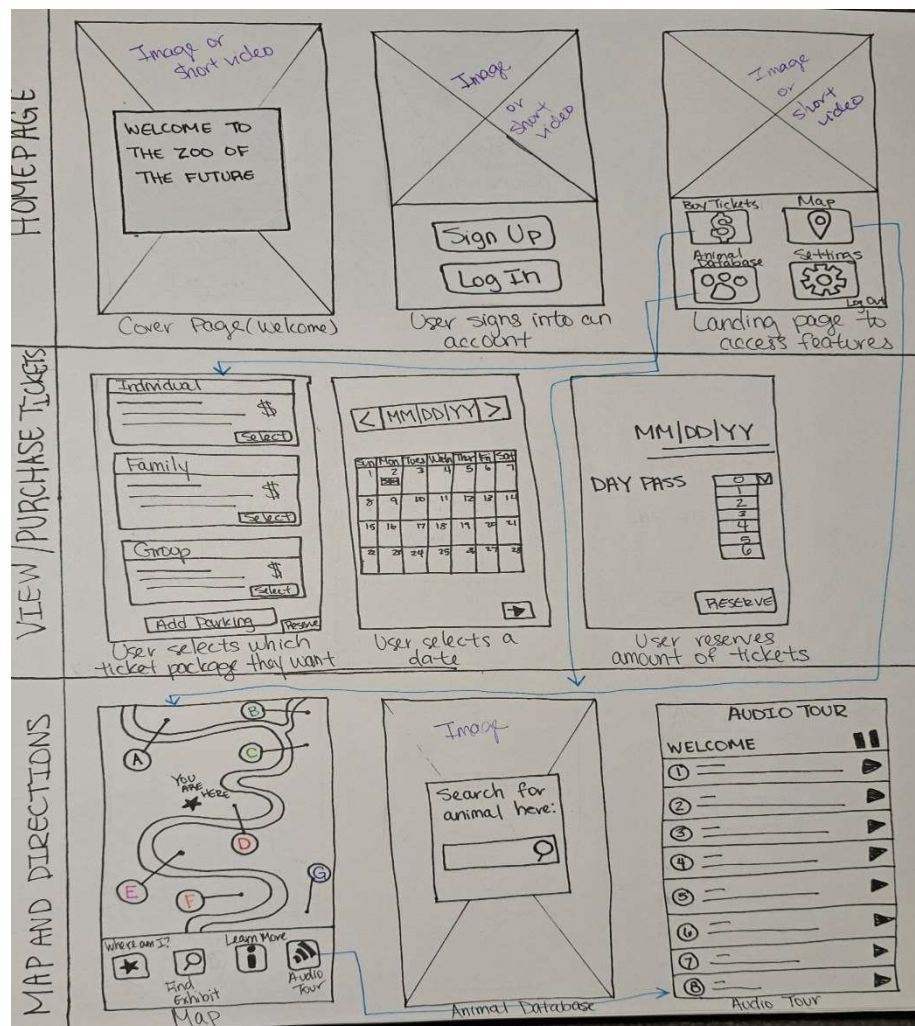 HOMEPAGE
Image or
short video
WELCOME TO
THE ZOO OF
THE FUTURE
Cover Page (Welcome)
Image
or
short
video
Sign Up
Log In
User signs into an
account
Image
or
short
video
Buy Tickets
$
Map
Animal
Database
Settings
Log Out
Landing page to
access features
VIEW/PURCHASE TICKETS
Individual
$
Select
Family
$
Select
Group
$
Select
Add Parking
Reserve
User selects which
ticket package they want
< MM/DD/YY >
Sun Mon Tues Wedn Thur Fri Sat
1 2 3 4 5 6 7
8 9 10 11 12 13 14
15 16 17 18 19 20 21
22 23 24 25 26 27 28
User selects a
date
MM/DD/YY
DAY PASS
0
1
2
3
4
5
6
RESERVE
User reserves
amount of tickets
MAP AND DIRECTIONS
A
B
C
YOU
ARE
HERE
D
E
F
G
Where am I?
Find
Exhibit
Learn More
i
Audio
Tour
Map
Image
Search for
animal here:
Animal Database
AUDIO TOUR
WELCOME
1
2
3
4
5
6
7
8
Audio Tour